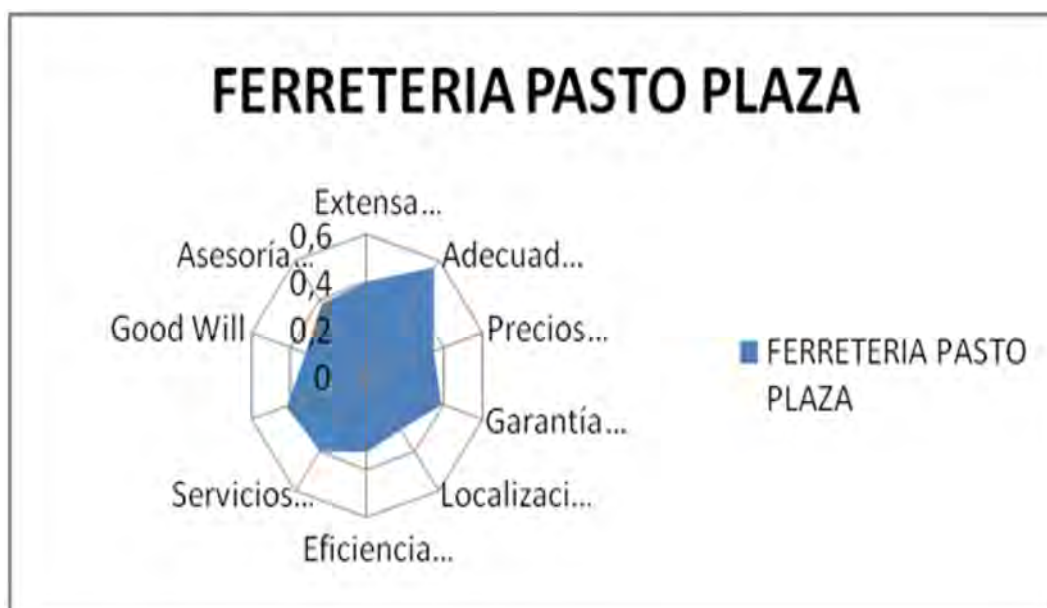 FERRETERIA PASTO PLAZA
Extensa...
0,6
Asesoría...
Adecuad...
0,4
Good Will
0,2
Precios...
0
FERRETERIA PASTO
PLAZA
Garantía...
Servicios...
Localizaci...
Eficiencia...